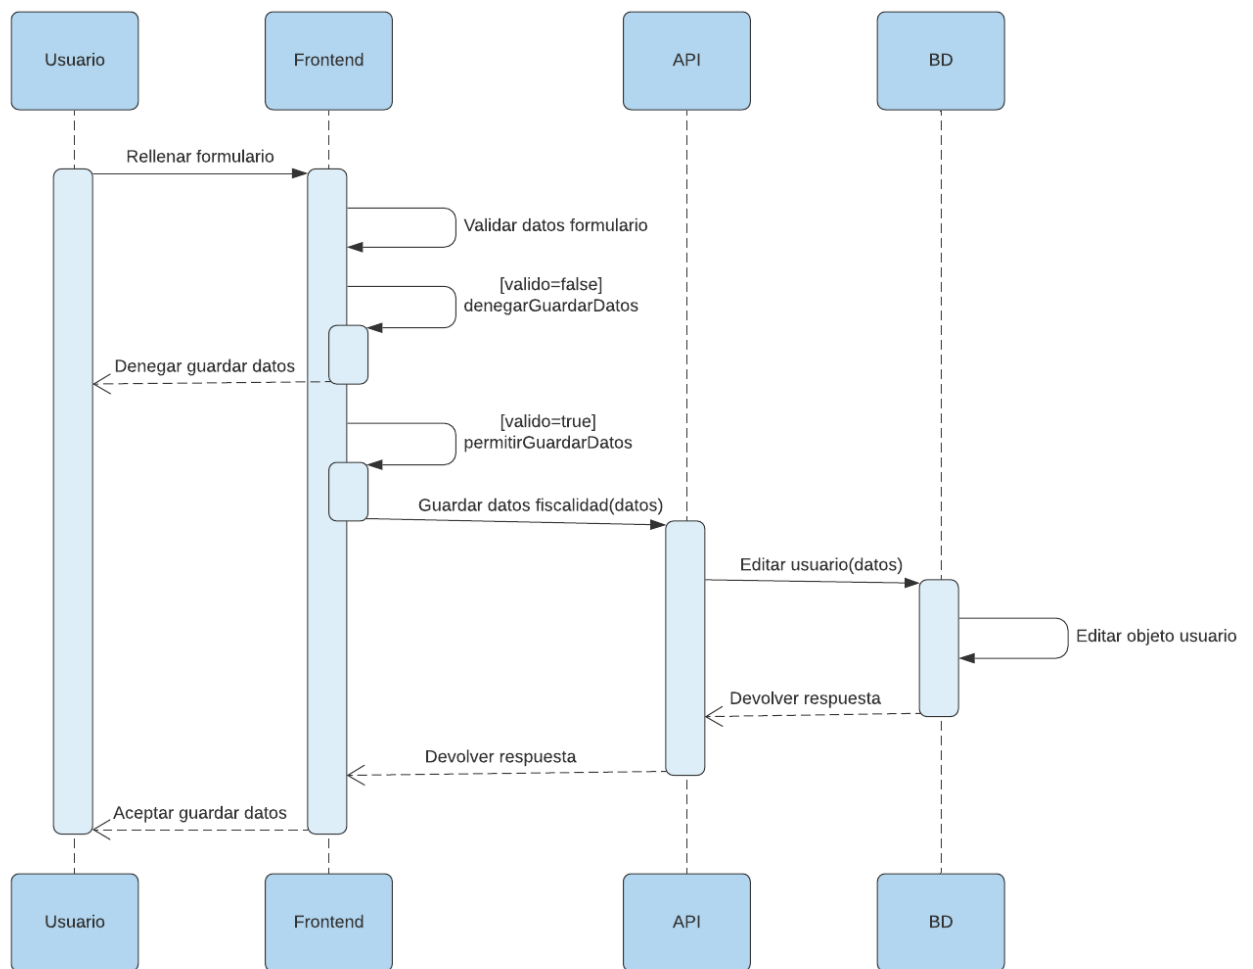 Usuario
Frontend
API
BD
Rellenar formulario
Validar datos formulario
[valido=false]
denegarGuardarDatos
Denegar guardar datos
[valido=true]
permitirGuardarDatos
Guardar datos fiscalidad(datos)
Editar usuario(datos)
Editar objeto usuario
Devolver respuesta
Devolver respuesta
Aceptar guardar datos
Usuario
Frontend
API
BD